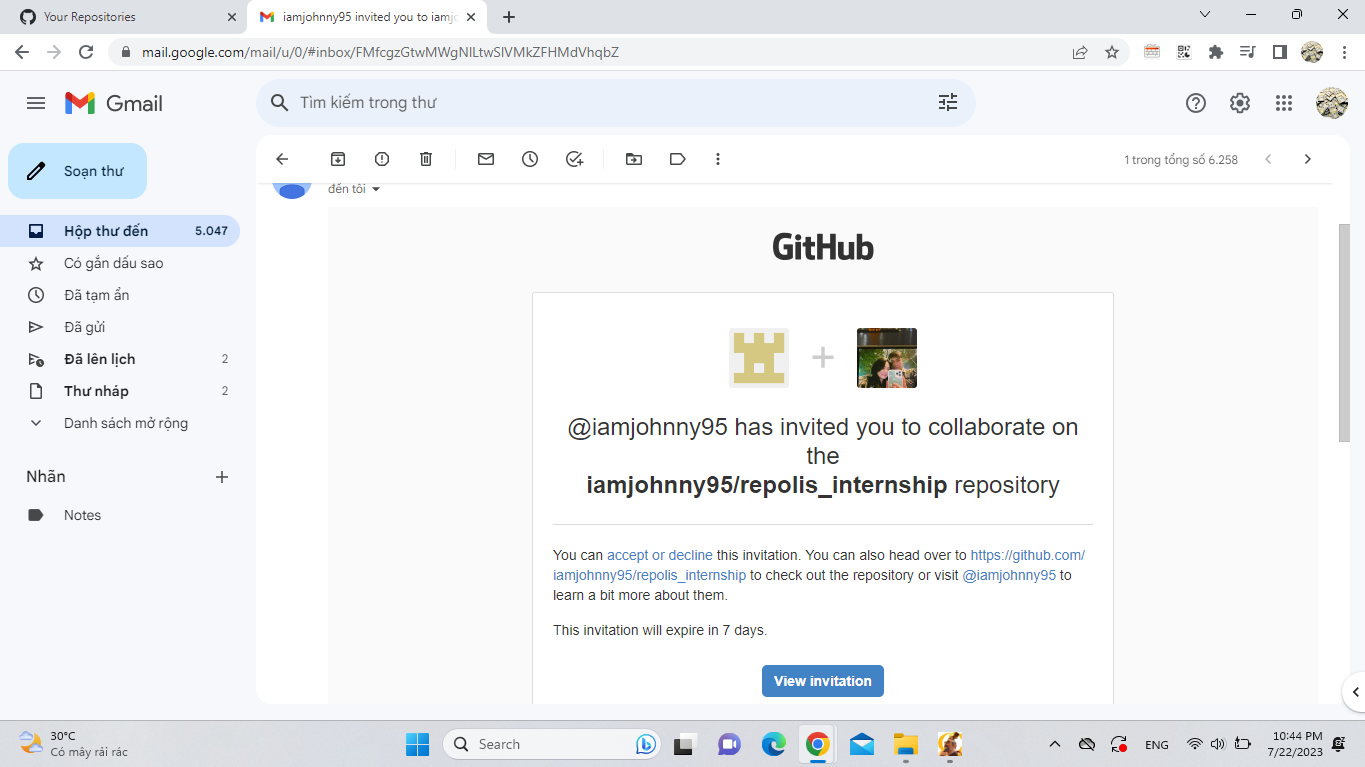 Your Repositories
iamjohnny95 invited you to iamjo
mail.google.com/mail/u/0/#inbox/FMfcgzGtwMWgNlLtwSlVMkZFHMdVhqbZ
Gmail
Tìm kiếm trong thư
Soạn thư
1 trong tổng số 6.258
đến tôi
Hộp thư đến 5.047
Có gắn dấu sao
Đã tạm ẩn
Đã gửi
Đã lên lịch 2
Thư nháp 2
Danh sách mở rộng
Nhãn
Notes
GitHub
@iamjohnny95 has invited you to collaborate on
the
iamjohnny95/repolis_internship repository
You can accept or decline this invitation. You can also head over to https://github.com/
iamjohnny95/repolis_internship to check out the repository or visit @iamjohnny95 to
learn a bit more about them.
This invitation will expire in 7 days.
View invitation
30°C
Có mây rải rác
Search
ENG
10:44 PM
7/22/2023